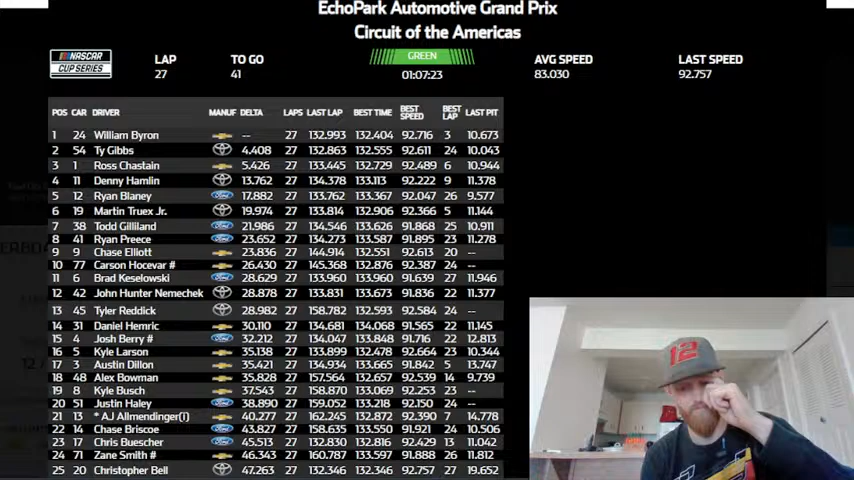 EchoPark Automotive Grand Prix
Circuit of the Americas
NASCAR CUP SERIES
LAP TO GO GREEN AVG SPEED LAST SPEED
27 41 01:07:23 83.030 92.757
POS CAR DRIVER MANUF DELTA LAPS LAST LAP BEST TIME BEST SPEED BEST LAP LAST PIT
1 24 William Byron -- 27 132.993 132.404 92.716 3 10.673
2 54 Ty Gibbs 4.408 27 132.863 132.555 92.611 24 10.043
3 1 Ross Chastain 5.426 27 133.445 132.729 92.489 6 10.944
4 11 Denny Hamlin 13.762 27 134.378 133.113 92.222 9 11.378
5 12 Ryan Blaney Ford 17.882 27 133.762 133.367 92.047 26 9.577
6 19 Martin Truex Jr. 19.974 27 133.814 132.906 92.366 5 11.144
7 38 Todd Gilliland Ford 21.986 27 134.546 133.626 91.868 25 10.911
8 41 Ryan Preece Ford 23.652 27 134.273 133.587 91.895 23 11.278
9 9 Chase Elliott 23.836 27 144.914 132.551 92.613 20 --
10 77 Carson Hocevar # 26.430 27 145.368 132.876 92.387 24 --
11 6 Brad Keselowski Ford 28.629 27 133.960 133.960 91.639 27 11.946
12 42 John Hunter Nemechek 28.878 27 133.831 133.673 91.836 22 11.377
13 45 Tyler Reddick 28.982 27 158.782 132.593 92.584 24 --
14 31 Daniel Hemric 30.110 27 134.681 134.068 91.565 22 11.145
15 4 Josh Berry # Ford 32.212 27 134.047 133.848 91.716 22 12.813
16 5 Kyle Larson 35.138 27 133.899 132.478 92.664 23 10.344
17 3 Austin Dillon 35.421 27 134.934 133.665 91.842 5 13.747
18 48 Alex Bowman 35.828 27 157.564 132.657 92.539 14 9.739
19 8 Kyle Busch 37.543 27 158.870 133.069 92.253 23 --
20 51 Justin Haley Ford 38.890 27 159.052 133.218 92.150 24 --
21 13 * AJ Allmendinger(i) 40.277 27 162.245 132.872 92.390 7 14.778
22 14 Chase Briscoe Ford 43.827 27 158.635 133.550 91.921 24 10.506
23 17 Chris Buescher Ford 45.513 27 132.830 132.816 92.429 13 11.042
24 71 Zane Smith # 46.343 27 160.787 133.597 91.888 26 11.812
25 20 Christopher Bell 47.263 27 132.346 132.346 92.757 27 19.652
12